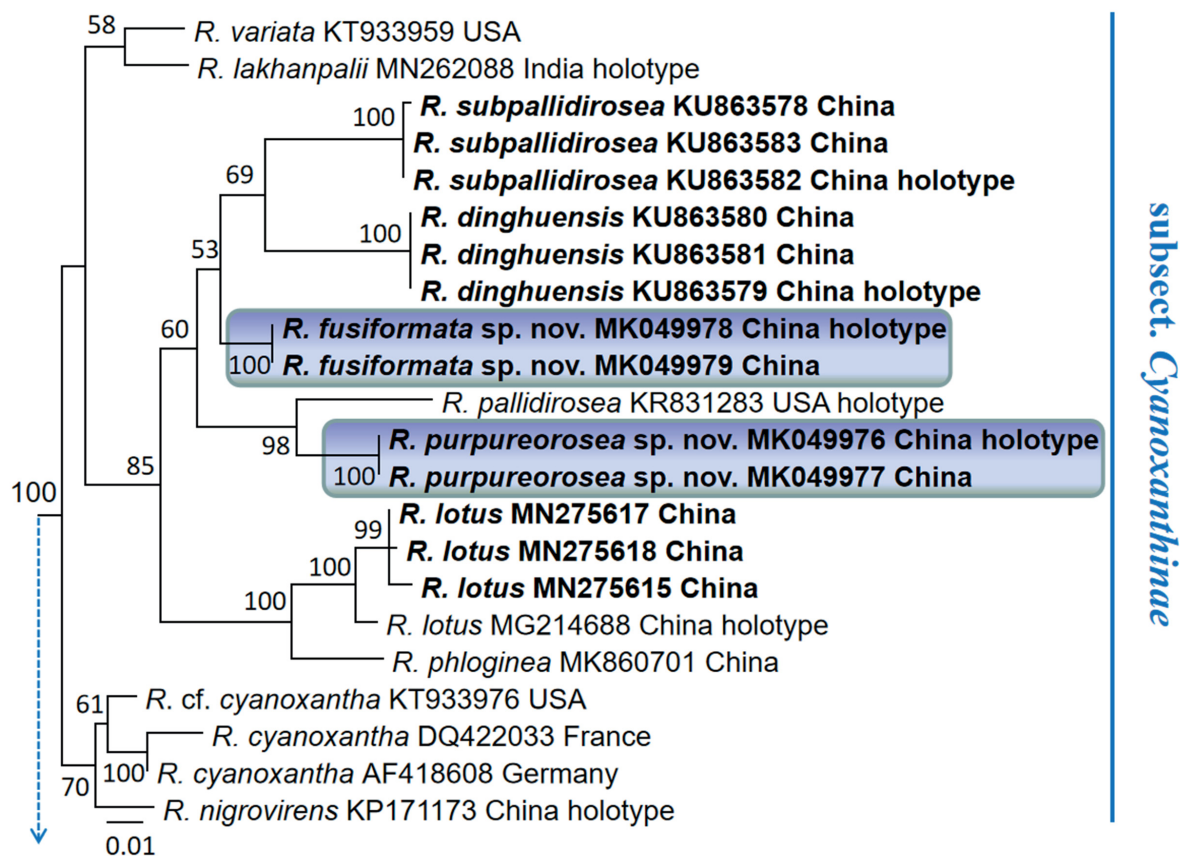 58
R. variata KT933959 USA
R. lakhanpalii MN262088 India holotype
100
R. subpallidirosea KU863578 China
R. subpallidirosea KU863583 China
R. subpallidirosea KU863582 China holotype
69
R. dinghuensis KU863580 China
100
R. dinghuensis KU863581 China
R. dinghuensis KU863579 China holotype
53
R. fusiformata sp. nov. MK049978 China holotype
100
R. fusiformata sp. nov. MK049979 China
60
R. pallidirosea KR831283 USA holotype
98
R. purpureorosea sp. nov. MK049976 China holotype
100
R. purpureorosea sp. nov. MK049977 China
85
100
R. lotus MN275617 China
99
R. lotus MN275618 China
100
R. lotus MN275615 China
100
R. lotus MG214688 China holotype
R. phloginea MK860701 China
61
R. cf. cyanoxantha KT933976 USA
R. cyanoxantha DQ422033 France
100
R. cyanoxantha AF418608 Germany
70
R. nigrovirens KP171173 China holotype
0.01
subsect. Cyanoxanthinae